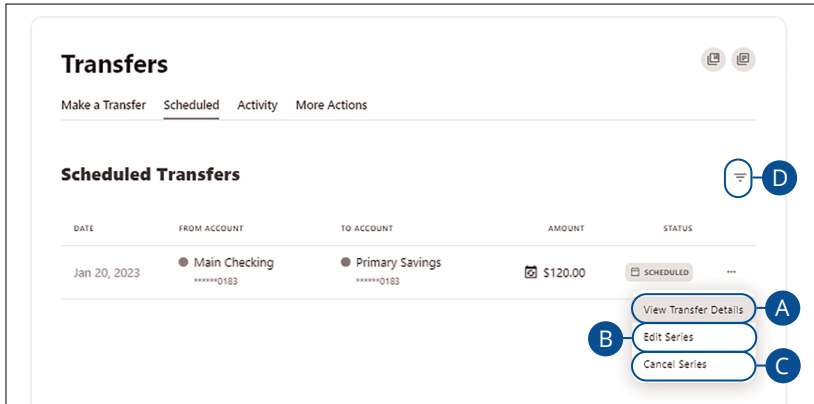 Transfers
Make a Transfer Scheduled Activity More Actions
Scheduled Transfers
D
DATE FROM ACCOUNT TO ACCOUNT AMOUNT STATUS
Jan 20, 2023 Main Checking Primary Savings $120.00 SCHEDULED ...
******0183 ******0183
View Transfer Details A
B Edit Series
Cancel Series C